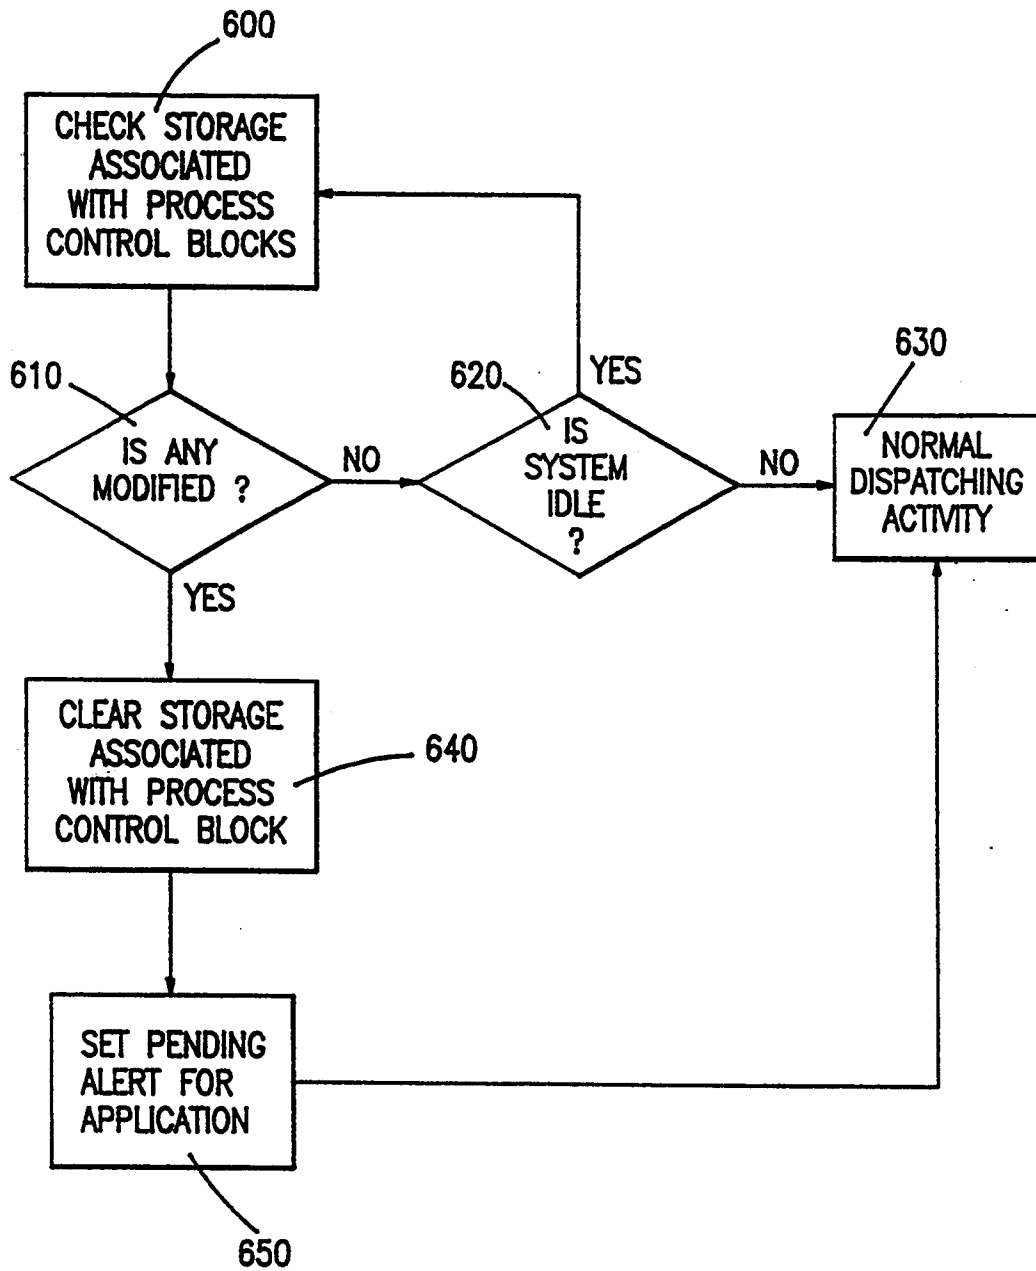 600
CHECK STORAGE
ASSOCIATED
WITH PROCESS
CONTROL BLOCKS
610
IS ANY
MODIFIED ?
NO
YES
620
IS
SYSTEM
IDLE
?
YES
NO
630
NORMAL
DISPATCHING
ACTIVITY
CLEAR STORAGE
ASSOCIATED
WITH PROCESS
CONTROL BLOCK
640
SET PENDING
ALERT FOR
APPLICATION
650